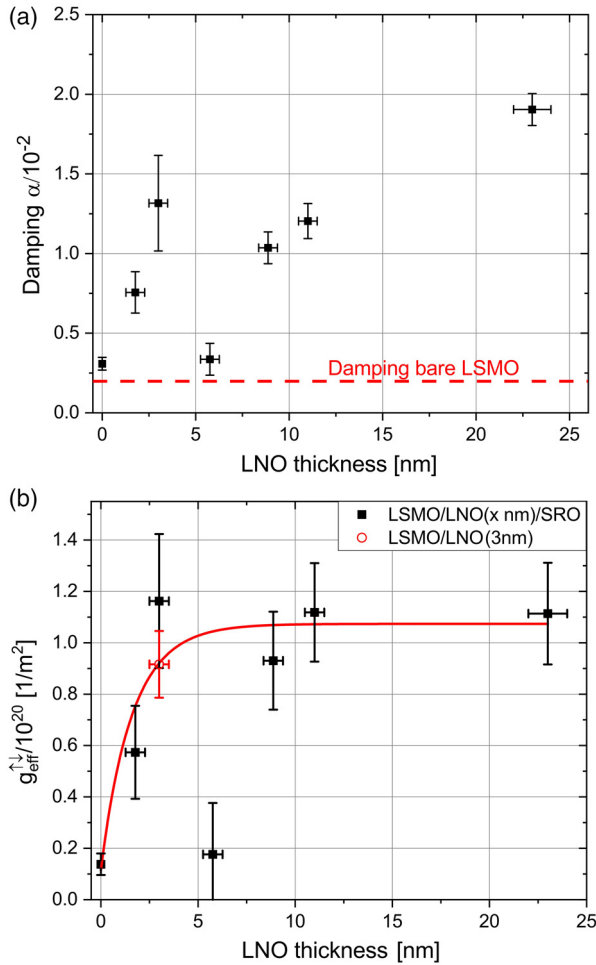 (a)
2.5
2.0
1.5
1.0
0.5
0.0
Damping α/10⁻²
Damping bare LSMO
0 5 10 15 20 25
LNO thickness [nm]
(b)
LSMO/LNO(x nm)/SRO
LSMO/LNO(3nm)
1.4
1.2
1.0
0.8
0.6
0.4
0.2
0.0
g↑↓eff/10²⁰ [1/m²]
0 5 10 15 20 25
LNO thickness [nm]